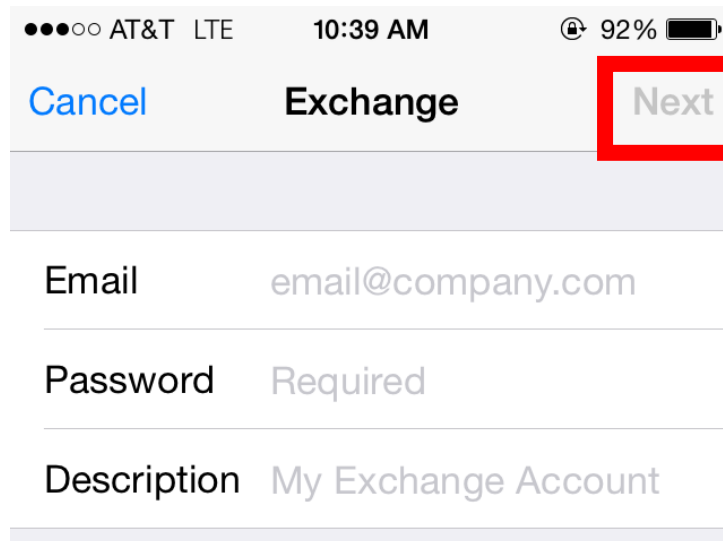 AT&T LTE 10:39 AM 92%
Cancel Exchange Next
Email email@company.com
Password Required
Description My Exchange Account